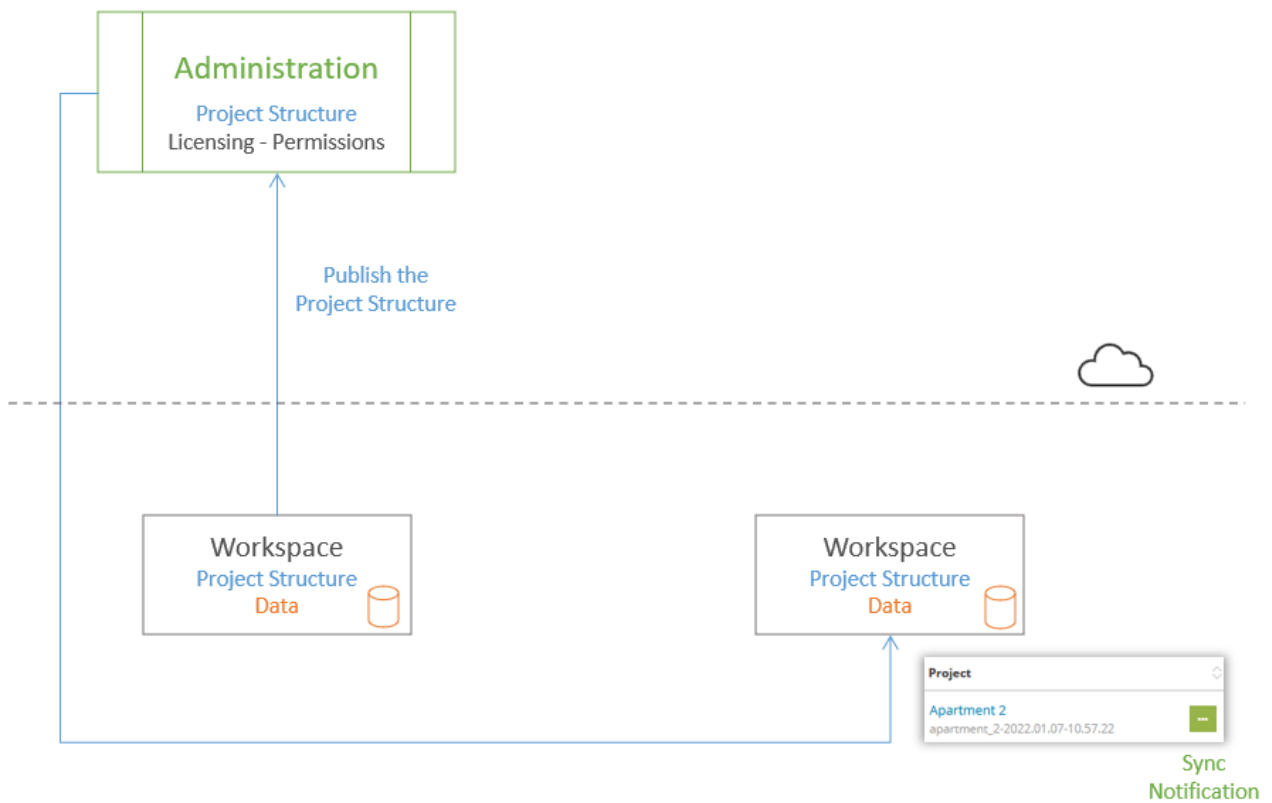 Administration
Project Structure
Licensing - Permissions
Publish the
Project Structure
Workspace
Project Structure
Data
Workspace
Project Structure
Data
Project
Apartment 2
apartment_2-2022.01.07-10.57.22
Sync
Notification